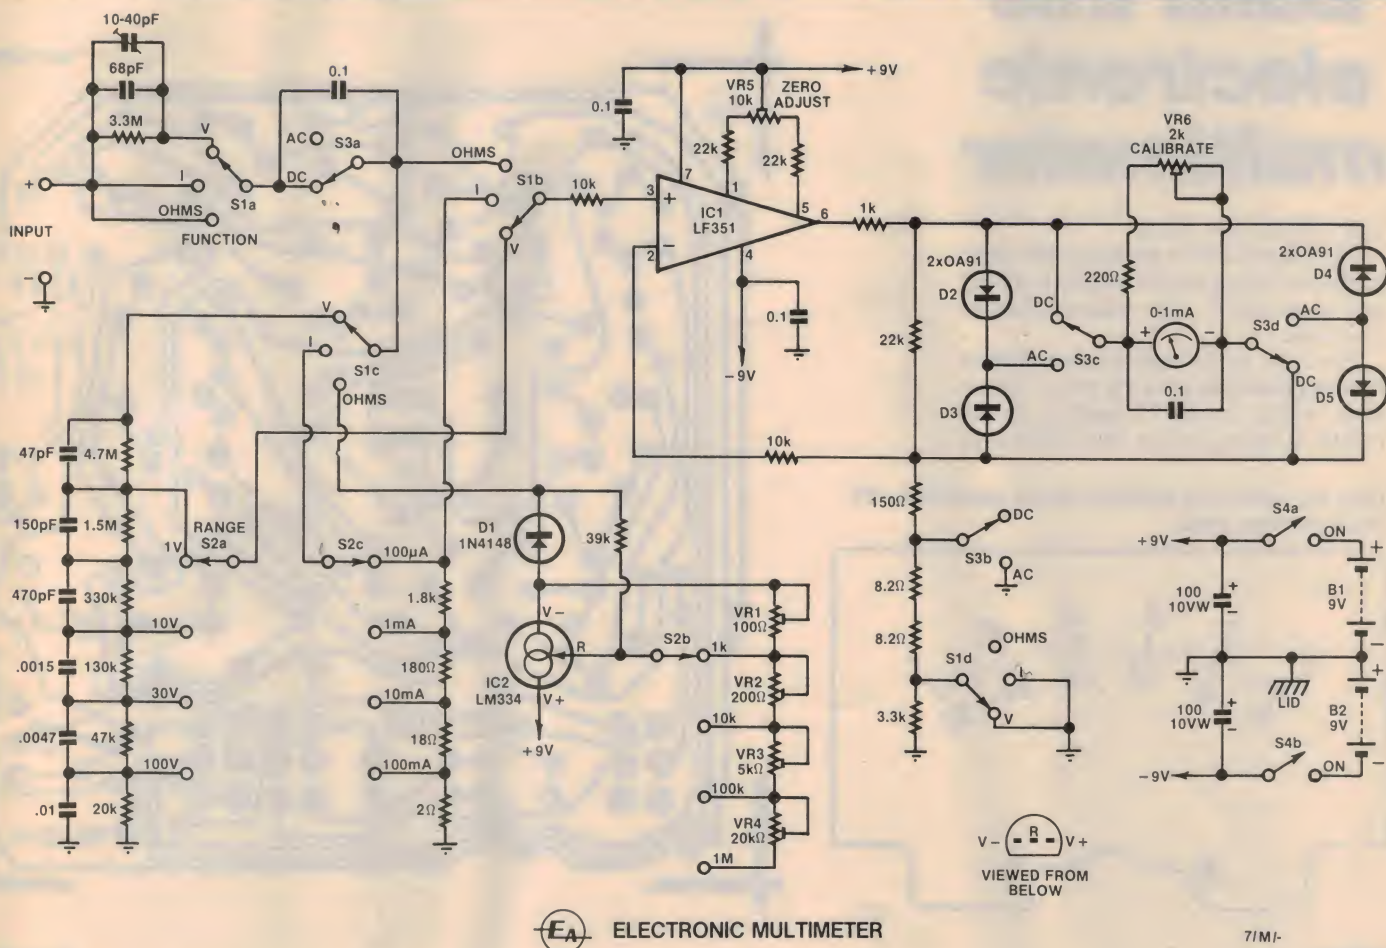 10-40pF
68pF
3.3M
V
I
OHMS
S1a
FUNCTION
+
INPUT
-
0.1
AC
S3a
DC
OHMS
I
S1b
V
10k
0.1
VR5
10k
ZERO
ADJUST
+9V
22k
22k
7
1
5
3
+
IC1
LF351
6
2
-
4
0.1
-9V
1k
22k
10k
2xOA91
D2
D3
DC
AC
S3c
VR6
2k
CALIBRATE
220Ω
0-1mA
+
-
0.1
S3d
AC
DC
2xOA91
D4
D5
V
I
S1c
OHMS
47pF
4.7M
150pF
1.5M
470pF
330k
.0015
130k
.0047
47k
.01
20k
RANGE
S2a
1V
10V
30V
100V
S2c
100µA
1mA
10mA
100mA
1.8k
180Ω
18Ω
2Ω
D1
1N4148
39k
V-
R
V+
IC2
LM334
+9V
S2b
1k
10k
100k
1M
VR1
100Ω
VR2
200Ω
VR3
5kΩ
VR4
20kΩ
150Ω
DC
S3b
AC
8.2Ω
8.2Ω
OHMS
S1d
I
V
3.3k
S4a
ON
+9V
100
10VW
+
-
B1
9V
+
-
LID
100
10VW
+
-
B2
9V
+
-
S4b
ON
-9V
V-
R
V+
VIEWED FROM
BELOW
EA
ELECTRONIC MULTIMETER
7/M/-